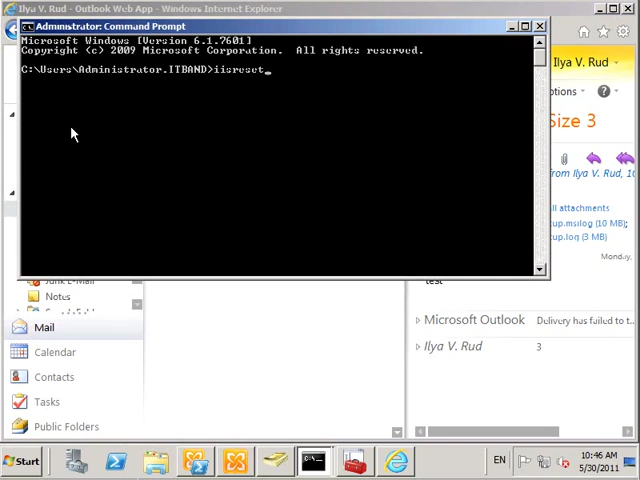 Ilya V. Rud - Outlook Web App - Windows Internet Explorer
Administrator: Command Prompt
Microsoft Windows [Version 6.1.7601]
Copyright (c) 2009 Microsoft Corporation.  All rights reserved.
C:\Users\Administrator.ITBAND>iisreset_
Ilya V. Rud
ptions
Size 3
from Ilya V. Rud, 10
all attachments
up.msilog (10 MB)
up.log (3 MB)
Monday,
test
Junk E-Mail
Notes
Mail
Calendar
Contacts
Tasks
Public Folders
Microsoft Outlook
Delivery has failed to t...
Ilya V. Rud
3
Start
C:\.
EN
10:46 AM
5/30/2011